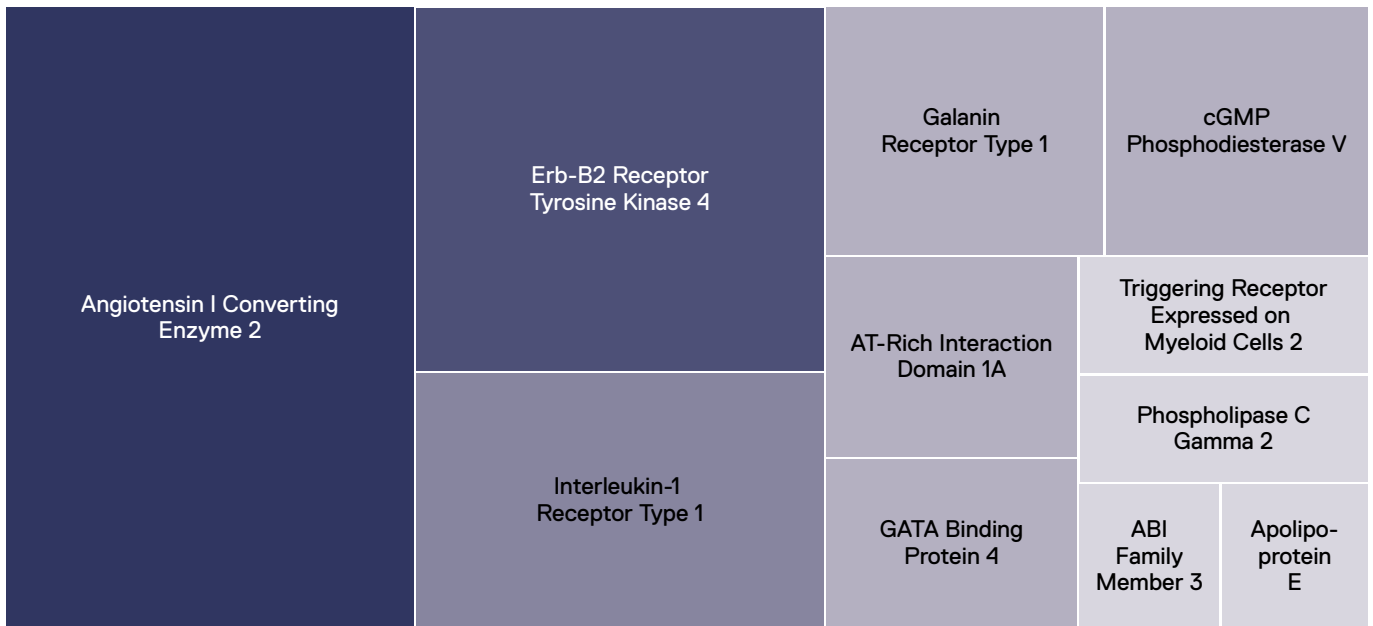 Angiotensin I Converting
Enzyme 2
Erb-B2 Receptor
Tyrosine Kinase 4
Interleukin-1
Receptor Type 1
Galanin
Receptor Type 1
cGMP
Phosphodiesterase V
AT-Rich Interaction
Domain 1A
GATA Binding
Protein 4
Triggering Receptor
Expressed on
Myeloid Cells 2
Phospholipase C
Gamma 2
ABI
Family
Member 3
Apolipo-
protein
E